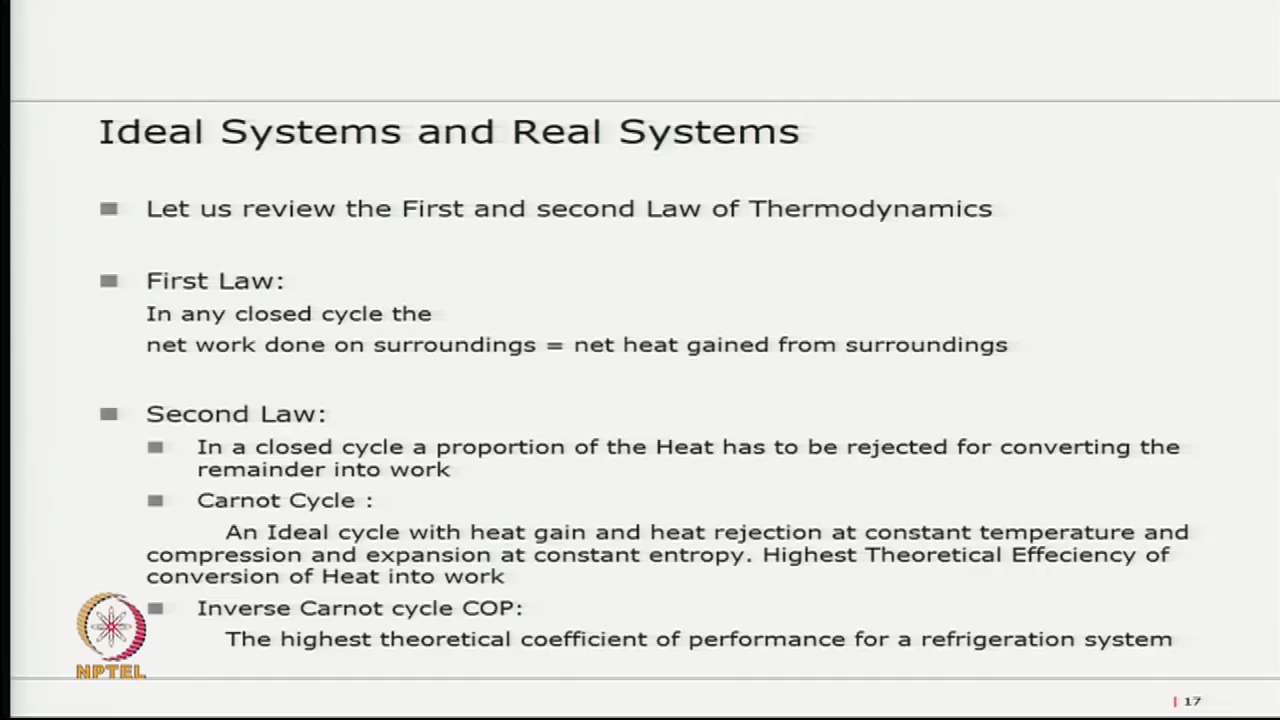 Ideal Systems and Real Systems
Let us review the First and second Law of Thermodynamics
First Law:
In any closed cycle the
net work done on surroundings = net heat gained from surroundings
Second Law:
In a closed cycle a proportion of the Heat has to be rejected for converting the
remainder into work
Carnot Cycle :
An Ideal cycle with heat gain and heat rejection at constant temperature and
compression and expansion at constant entropy. Highest Theoretical Effeciency of
conversion of Heat into work
Inverse Carnot cycle COP:
The highest theoretical coefficient of performance for a refrigeration system
NPTEL
| 17